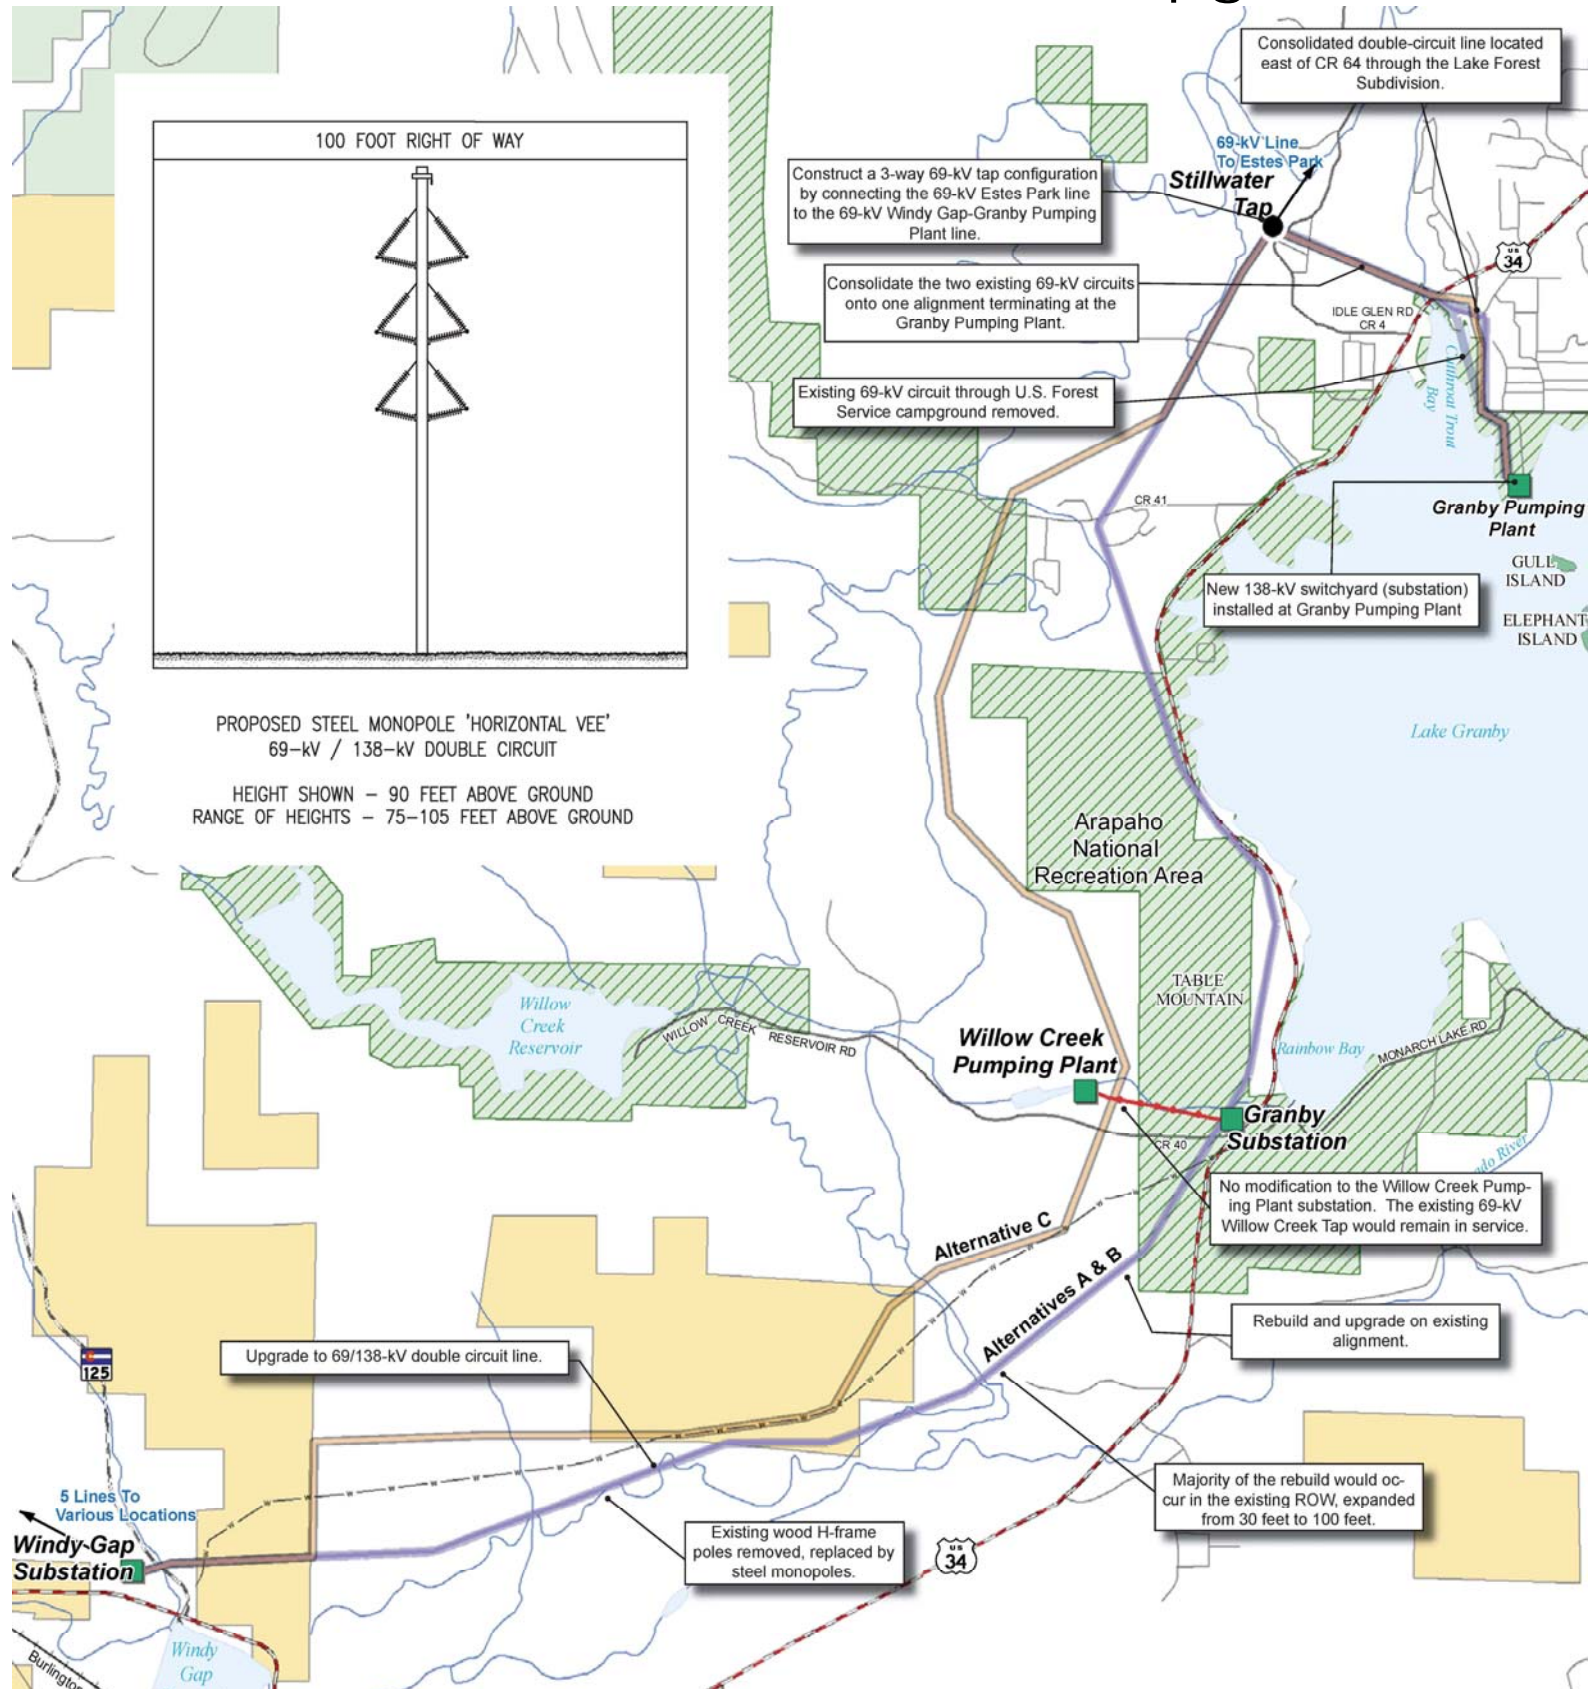 Consolidated double-circuit line located
east of CR 64 through the Lake Forest
Subdivision.
100 FOOT RIGHT OF WAY
69-kV Line
To Estes Park
Construct a 3-way 69-kV tap configuration
by connecting the 69-kV Estes Park line
to the 69-kV Windy Gap-Granby Pumping
Plant line.
Stillwater
Tap
US
34
Consolidate the two existing 69-kV circuits
onto one alignment terminating at the
Granby Pumping Plant.
IDLE GLEN RD
CR 4
Cutthroat Trout
Bay
Existing 69-kV circuit through U.S. Forest
Service campground removed.
CR 41
Granby Pumping
Plant
GULL
ISLAND
New 138-kV switchyard (substation)
installed at Granby Pumping Plant
ELEPHANT
ISLAND
PROPOSED STEEL MONOPOLE 'HORIZONTAL VEE'
69-kV / 138-kV DOUBLE CIRCUIT
HEIGHT SHOWN - 90 FEET ABOVE GROUND
RANGE OF HEIGHTS - 75-105 FEET ABOVE GROUND
Lake Granby
Arapaho
National
Recreation Area
TABLE
MOUNTAIN
Willow
Creek
Reservoir
WILLOW CREEK RESERVOIR RD
Willow Creek
Pumping Plant
Rainbow Bay
MONARCH LAKE RD
Granby
Substation
CR 40
ado River
No modification to the Willow Creek Pump-
ing Plant substation. The existing 69-kV
Willow Creek Tap would remain in service.
Alternative C
Alternatives A & B
Rebuild and upgrade on existing
alignment.
Upgrade to 69/138-kV double circuit line.
125
5 Lines To
Various Locations
Majority of the rebuild would oc-
cur in the existing ROW, expanded
from 30 feet to 100 feet.
Windy Gap
Substation
Existing wood H-frame
poles removed, replaced by
steel monopoles.
US
34
Windy
Gap
Burlington